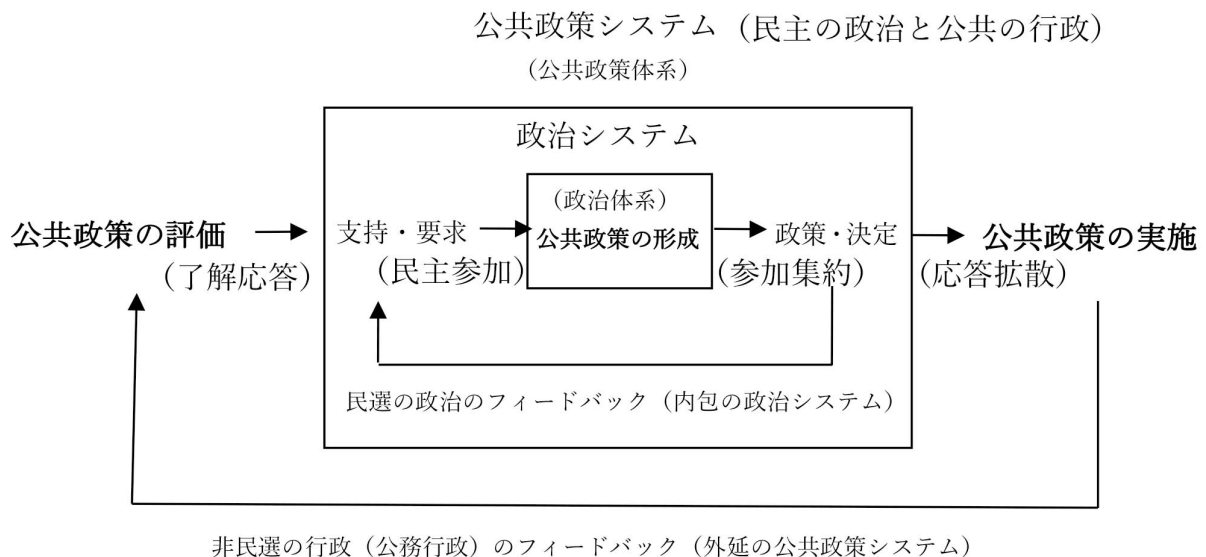 公共政策システム（民主の政治と公共の行政）
（公共政策体系）
政治システム
（政治体系）
公共政策の評価
（了解応答）
支持・要求
（民主参加）
公共政策の形成
政策・決定
（参加集約）
公共政策の実施
（応答拡散）
民選の政治のフィードバック（内包の政治システム）
非民選の行政（公務行政）のフィードバック（外延の公共政策システム）